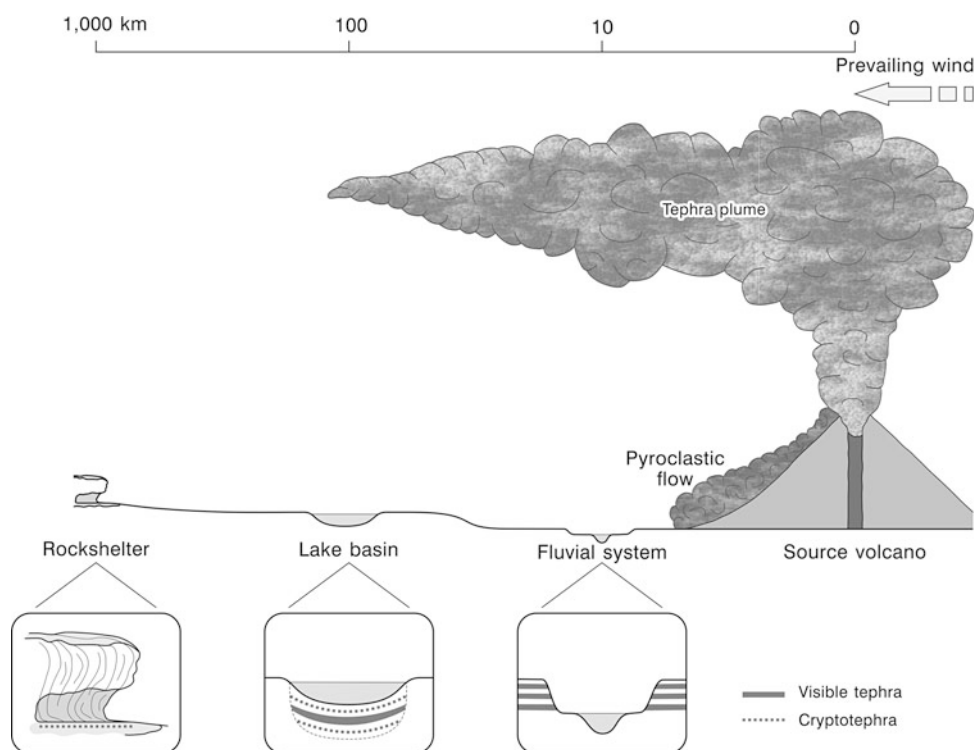 1,000 km 100 10 0
Prevailing wind
Tephra plume
Pyroclastic
flow
Rockshelter Lake basin Fluvial system Source volcano
Visible tephra
Cryptotephra